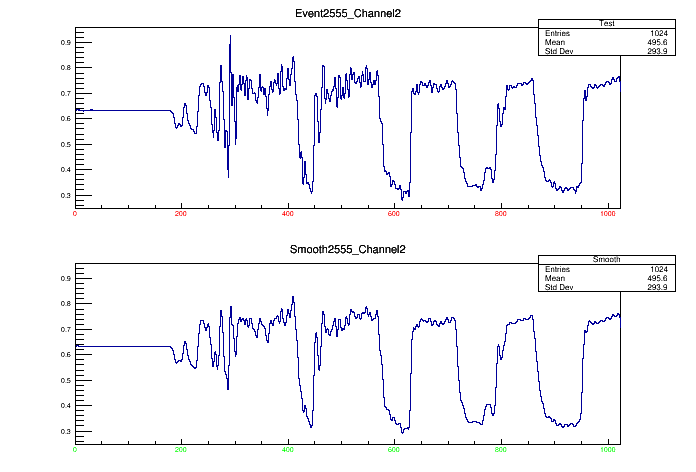 Event2555_Channel2
Test
Entries 1024
Mean 495.6
Std Dev 293.9
0.9
0.8
0.7
0.6
0.5
0.4
0.3
0 200 400 600 800 1000
Smooth2555_Channel2
Smooth
Entries 1024
Mean 495.6
Std Dev 293.9
0.9
0.8
0.7
0.6
0.5
0.4
0.3
0 200 400 600 800 1000